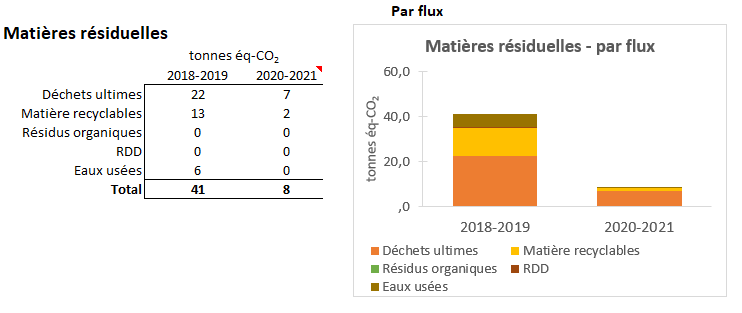 Matières résiduelles
tonnes éq-CO₂
2018-2019 2020-2021
Déchets ultimes 22 7
Matière recyclables 13 2
Résidus organiques 0 0
RDD 0 0
Eaux usées 6 0
Total 41 8
Par flux
Matières résiduelles - par flux
tonnes éq-CO₂
60,0
40,0
20,0
,0
2018-2019 2020-2021
Déchets ultimes Matière recyclables
Résidus organiques RDD
Eaux usées